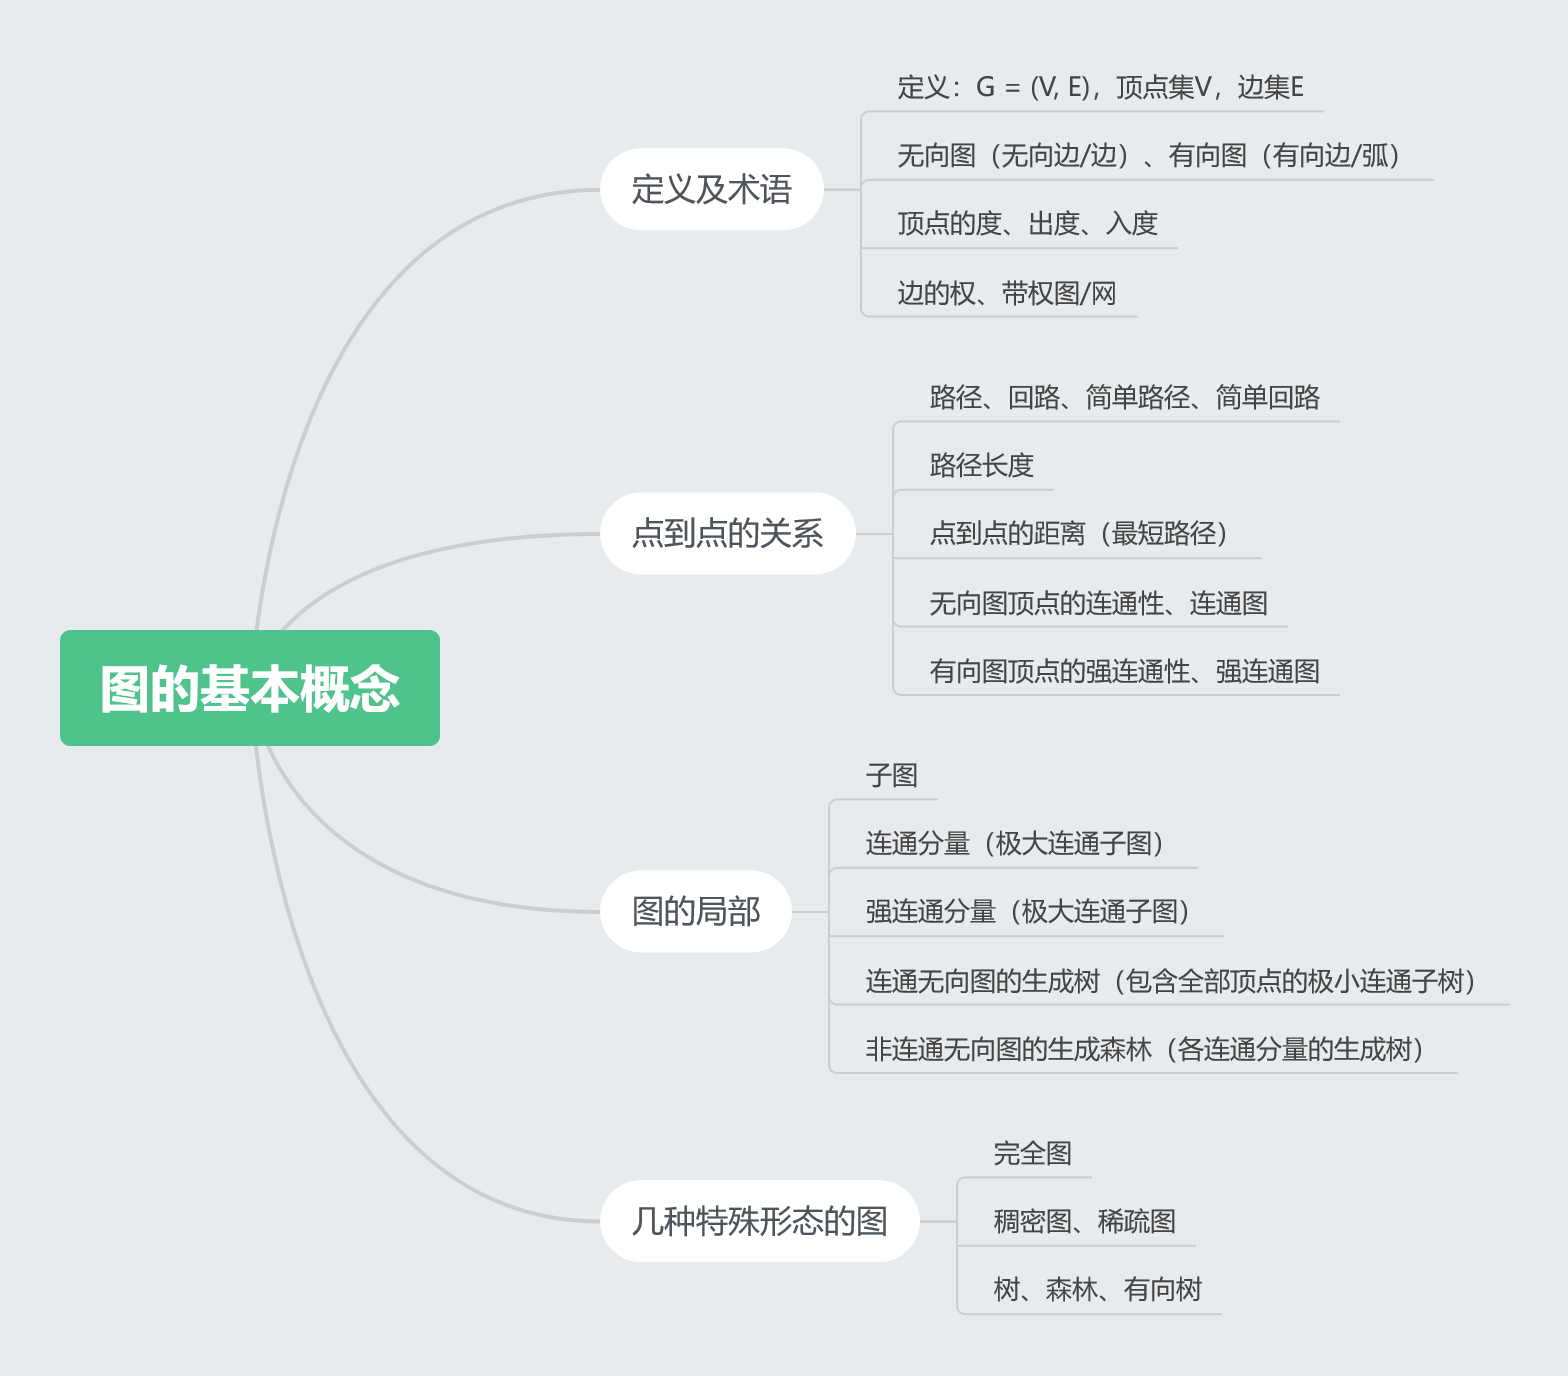 图的基本概念
定义及术语
定义：G = (V, E)，顶点集V，边集E
无向图（无向边/边）、有向图（有向边/弧）
顶点的度、出度、入度
边的权、带权图/网
点到点的关系
路径、回路、简单路径、简单回路
路径长度
点到点的距离（最短路径）
无向图顶点的连通性、连通图
有向图顶点的强连通性、强连通图
图的局部
子图
连通分量（极大连通子图）
强连通分量（极大连通子图）
连通无向图的生成树（包含全部顶点的极小连通子树）
非连通无向图的生成森林（各连通分量的生成树）
几种特殊形态的图
完全图
稠密图、稀疏图
树、森林、有向树